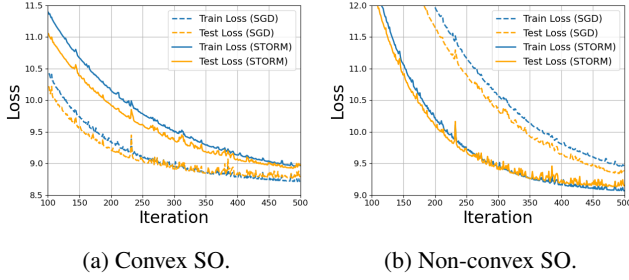 11.5
11.0
10.5
10.0
9.5
9.0
8.5
Loss
100 150 200 250 300 350 400 450 500
Iteration
Train Loss (SGD)
Test Loss (SGD)
Train Loss (STORM)
Test Loss (STORM)
(a) Convex SO.
12.0
11.5
11.0
10.5
10.0
9.5
9.0
Loss
100 150 200 250 300 350 400 450 500
Iteration
Train Loss (SGD)
Test Loss (SGD)
Train Loss (STORM)
Test Loss (STORM)
(b) Non-convex SO.